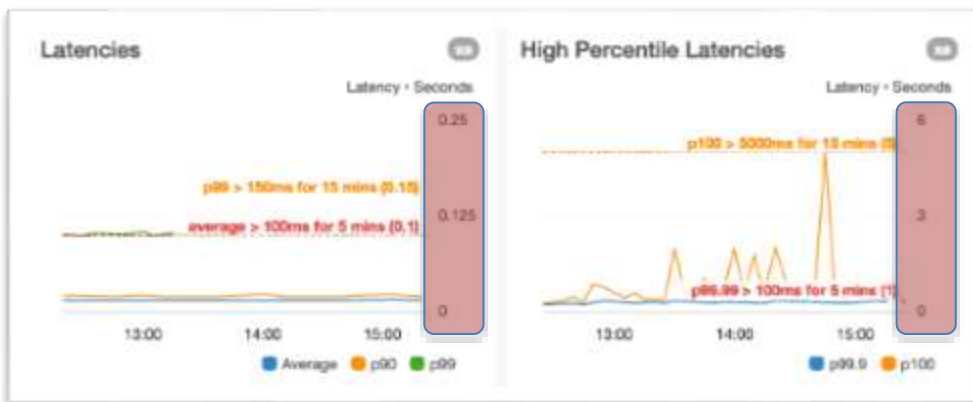 Latencies
Latency • Seconds
0.25
p99 > 150ms for 15 mins (0.15)
0.125
average > 100ms for 5 mins (0.1)
0
13:00 14:00 15:00
Average p90 p99
High Percentile Latencies
Latency • Seconds
6
p100 > 5000ms for 15 mins (5)
3
p99.99 > 100ms for 5 mins (1)
0
13:00 14:00 15:00
p99.9 p100